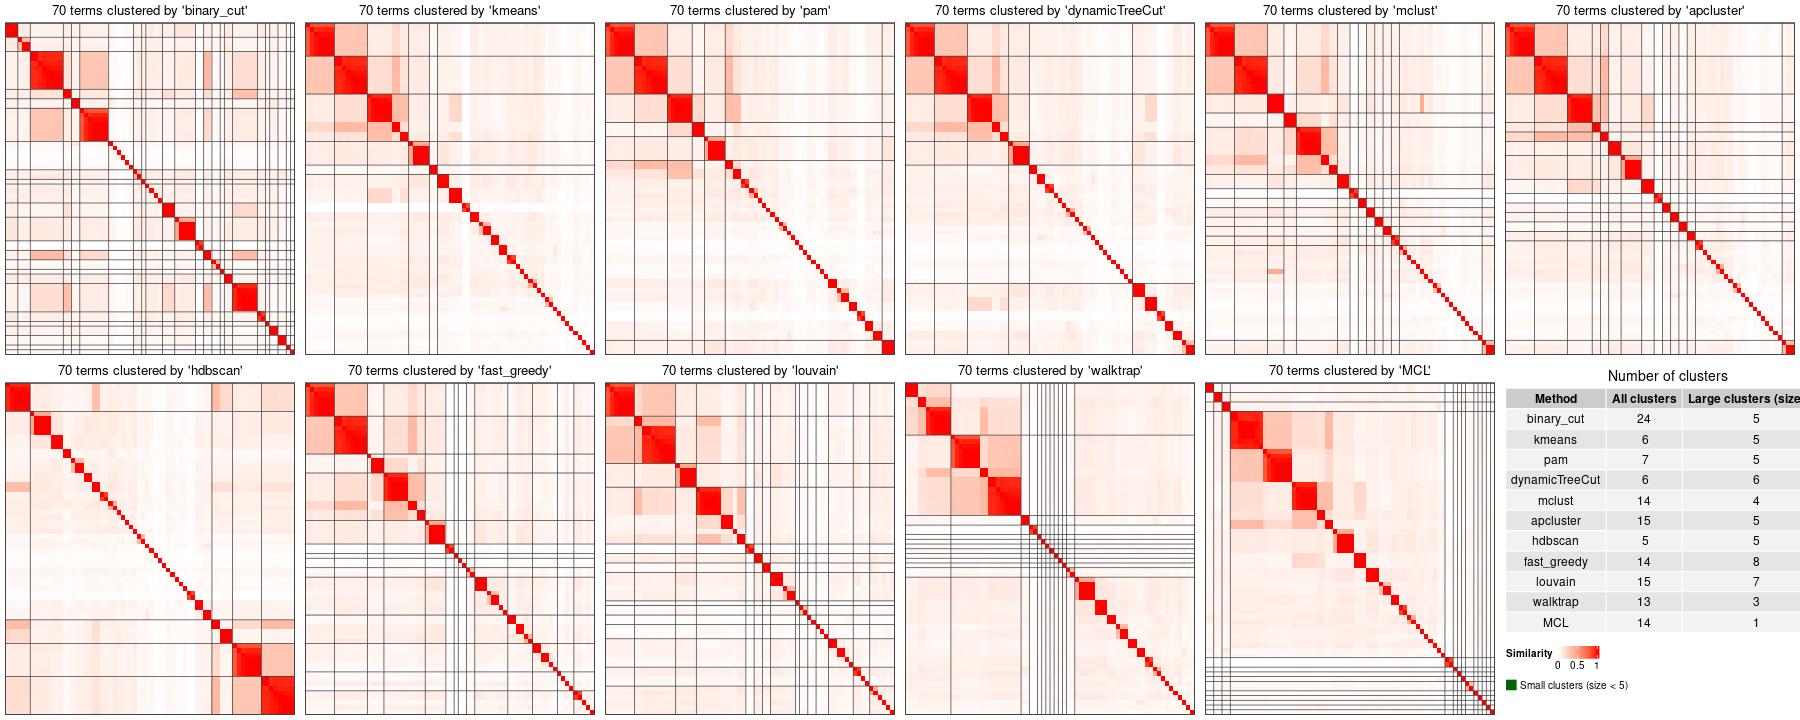 70 terms clustered by 'binary_cut'
70 terms clustered by 'kmeans'
70 terms clustered by 'pam'
70 terms clustered by 'dynamicTreeCut'
70 terms clustered by 'mclust'
70 terms clustered by 'apcluster'
70 terms clustered by 'hdbscan'
70 terms clustered by 'fast_greedy'
70 terms clustered by 'louvain'
70 terms clustered by 'walktrap'
70 terms clustered by 'MCL'
Number of clusters
Method All clusters Large clusters (size
binary_cut 24 5
kmeans 6 5
pam 7 5
dynamicTreeCut 6 6
mclust 14 4
apcluster 15 5
hdbscan 5 5
fast_greedy 14 8
louvain 15 7
walktrap 13 3
MCL 14 1
Similarity
0 0.5 1
Small clusters (size < 5)